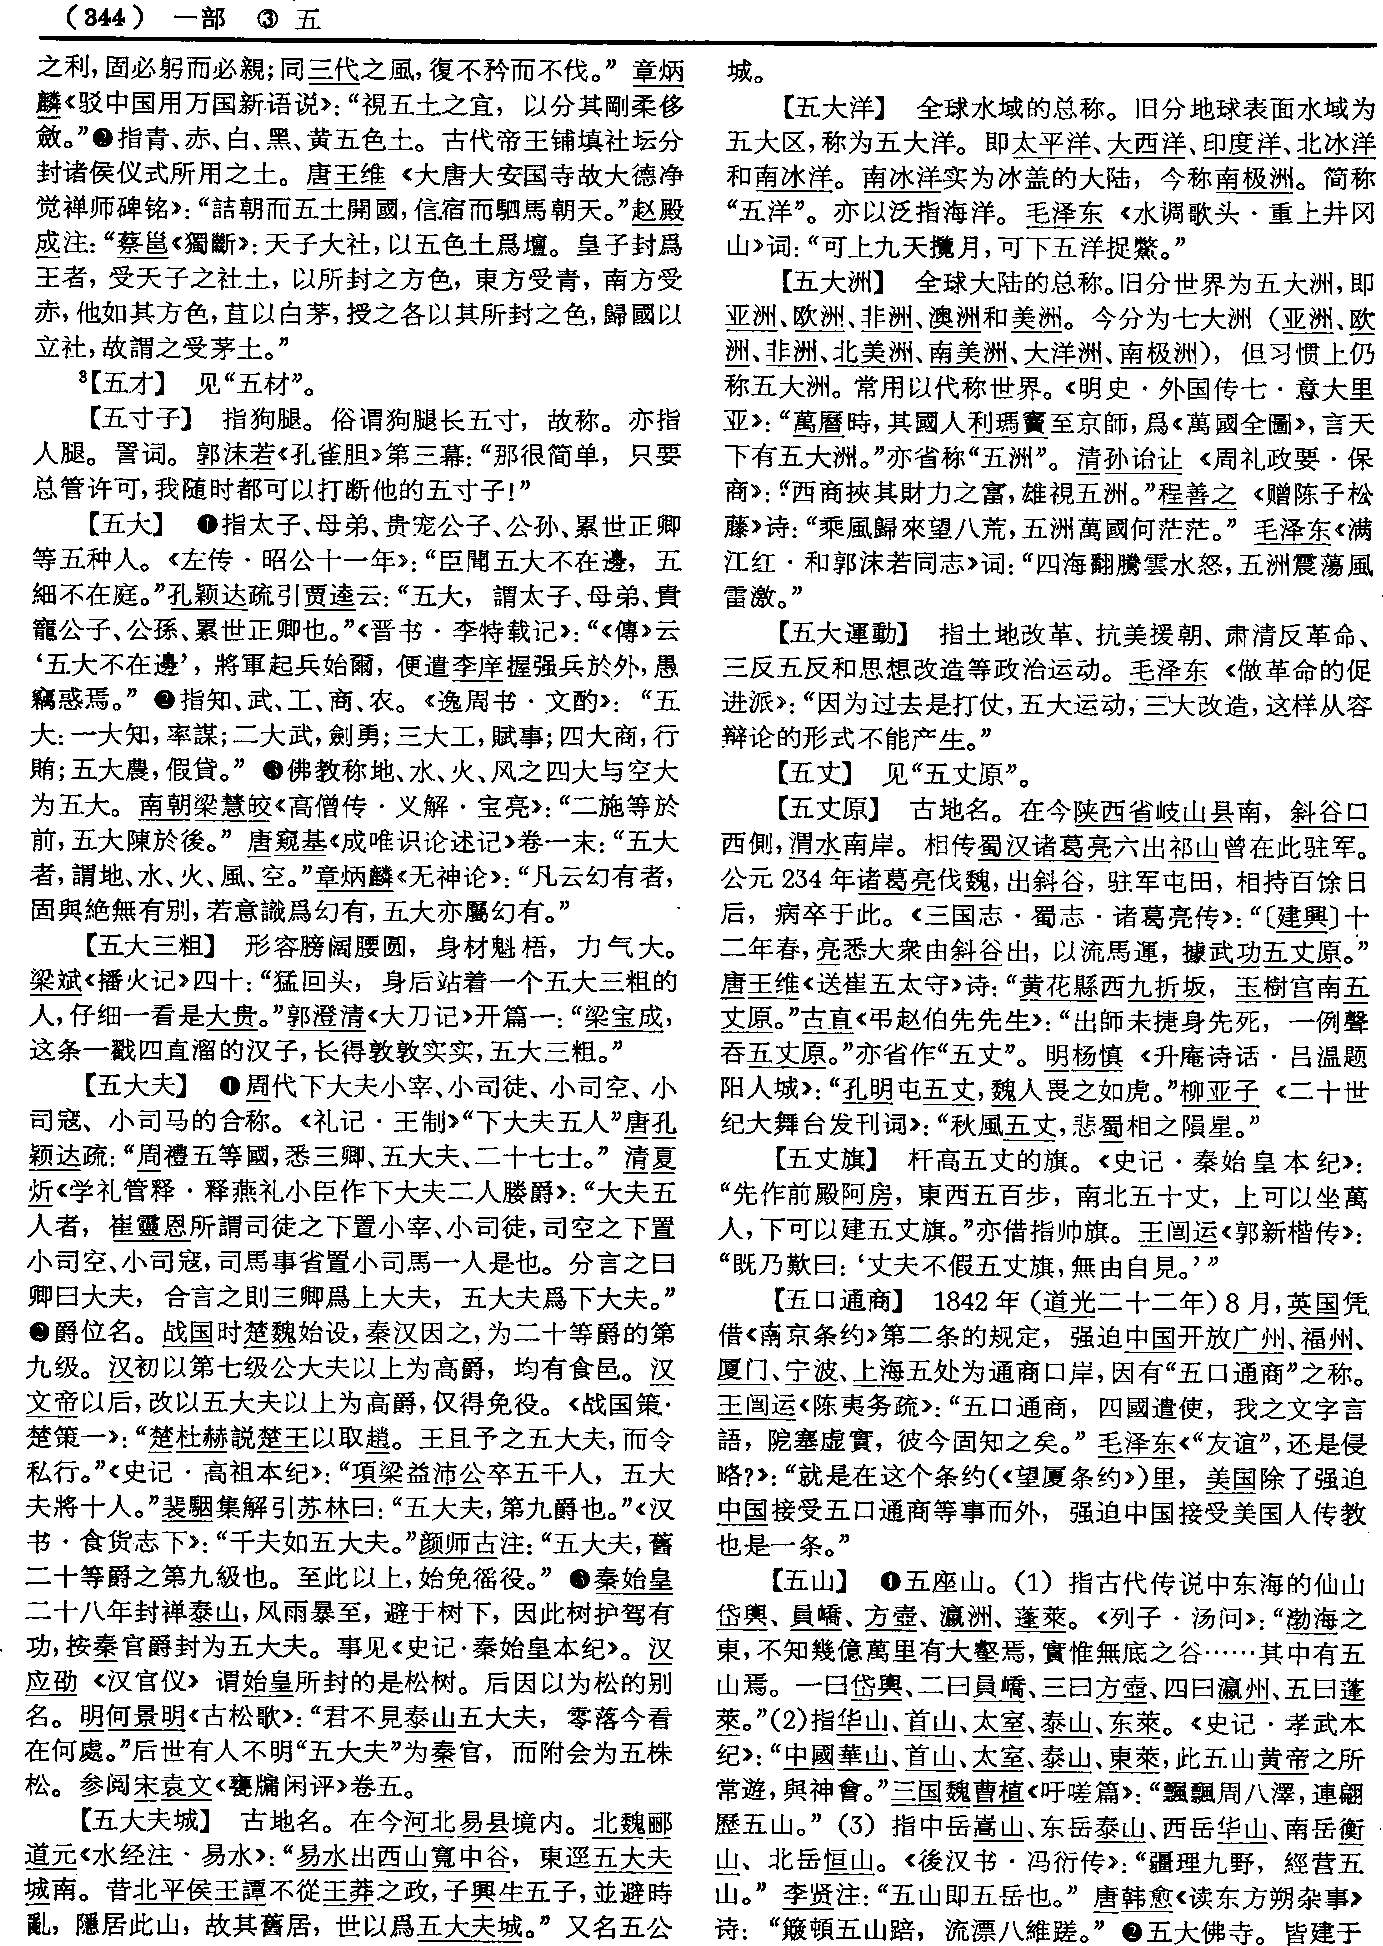 （344） 一部 ③ 五
之利，固必躬而必親；同三代之風，復不矜而不伐。” 章炳
麟《驳中国用万国新语说》：“視五土之宜，以分其剛柔侈
斂。”❷指青、赤、白、黑、黄五色土。古代帝王铺填社坛分
封诸侯仪式所用之土。唐王维《大唐大安国寺故大德净
觉禅师碑铭》：“詰朝而五土開國，信宿而駟馬朝天。”赵殿
成注：“蔡邕《獨斷》：天子大社，以五色土爲壇。皇子封爲
王者，受天子之社土，以所封之方色，東方受青，南方受
赤，他如其方色，苴以白茅，授之各以其所封之色，歸國以
立社，故謂之受茅土。”
³【五才】 见“五材”。
【五寸子】 指狗腿。俗谓狗腿长五寸，故称。亦指
人腿。詈词。郭沫若《孔雀胆》第三幕：“那很简单，只要
总管许可，我随时都可以打断他的五寸子！”
【五大】 ❶指太子、母弟、贵宠公子、公孙、累世正卿
等五种人。《左传·昭公十一年》：“臣聞五大不在邊，五
細不在庭。”孔颖达疏引贾逵云：“五大，謂太子、母弟、貴
寵公子、公孫、累世正卿也。”《晋书·李特载记》：“《傳》云
‘五大不在邊’，將軍起兵始爾，便遣李庠握强兵於外，愚
竊惑焉。” ❷指知、武、工、商、农。《逸周书·文酌》：“五
大：一大知，率謀；二大武，劍勇；三大工，賦事；四大商，行
賄；五大農，假貸。” ❸佛教称地、水、火、风之四大与空大
为五大。南朝梁慧皎《高僧传·义解·宝亮》：“二施等於
前，五大陳於後。” 唐窥基《成唯识论述记》卷一末：“五大
者，謂地、水、火、風、空。”章炳麟《无神论》：“凡云幻有者，
固與絶無有别，若意識爲幻有，五大亦屬幻有。”
【五大三粗】 形容膀阔腰圆，身材魁梧，力气大。
梁斌《播火记》四十：“猛回头，身后站着一个五大三粗的
人，仔细一看是大贵。”郭澄清《大刀记》开篇一：“梁宝成，
这条一戳四直溜的汉子，长得敦敦实实，五大三粗。”
【五大夫】 ❶周代下大夫小宰、小司徒、小司空、小
司寇、小司马的合称。《礼记·王制》“下大夫五人”唐孔
颖达疏：“周禮五等國，悉三卿、五大夫、二十七士。” 清夏
炘《学礼管释·释燕礼小臣作下大夫二人媵爵》：“大夫五
人者，崔靈恩所謂司徒之下置小宰、小司徒，司空之下置
小司空、小司寇，司馬事省置小司馬一人是也。分言之曰
卿曰大夫，合言之則三卿爲上大夫，五大夫爲下大夫。”
❷爵位名。战国时楚魏始设，秦汉因之，为二十等爵的第
九级。汉初以第七级公大夫以上为高爵，均有食邑。汉
文帝以后，改以五大夫以上为高爵，仅得免役。《战国策·
楚策一》：“楚杜赫説楚王以取趙。王且予之五大夫，而令
私行。”《史记·高祖本纪》：“項梁益沛公卒五千人，五大
夫將十人。”裴駰集解引苏林曰：“五大夫，第九爵也。”《汉
书·食货志下》：“千夫如五大夫。”颜师古注：“五大夫，舊
二十等爵之第九級也。至此以上，始免徭役。” ❸秦始皇
二十八年封禅泰山，风雨暴至，避于树下，因此树护驾有
功，按秦官爵封为五大夫。事见《史记·秦始皇本纪》。汉
应劭《汉官仪》谓始皇所封的是松树。后因以为松的别
名。明何景明《古松歌》：“君不見泰山五大夫，零落今看
在何處。”后世有人不明“五大夫”为秦官，而附会为五株
松。参阅宋袁文《甕牖闲评》卷五。
【五大夫城】 古地名。在今河北易县境内。北魏郦
道元《水经注·易水》：“易水出西山寬中谷，東逕五大夫
城南。昔北平侯王譚不從王莽之政，子興生五子，並避時
亂，隱居此山，故其舊居，世以爲五大夫城。” 又名五公
城。
【五大洋】 全球水域的总称。旧分地球表面水域为
五大区，称为五大洋。即太平洋、大西洋、印度洋、北冰洋
和南冰洋。南冰洋实为冰盖的大陆，今称南极洲。简称
“五洋”。亦以泛指海洋。毛泽东《水调歌头·重上井冈
山》词：“可上九天攬月，可下五洋捉鱉。”
【五大洲】 全球大陆的总称。旧分世界为五大洲，即
亚洲、欧洲、非洲、澳洲和美洲。今分为七大洲（亚洲、欧
洲、非洲、北美洲、南美洲、大洋洲、南极洲），但习惯上仍
称五大洲。常用以代称世界。《明史·外国传七·意大里
亚》：“萬曆時，其國人利瑪竇至京師，爲《萬國全圖》，言天
下有五大洲。”亦省称“五洲”。清孙诒让《周礼政要·保
商》：“西商挾其財力之富，雄視五洲。”程善之《赠陈子松
藤》诗：“乘風歸來望八荒，五洲萬國何茫茫。” 毛泽东《满
江红·和郭沫若同志》词：“四海翻騰雲水怒，五洲震蕩風
雷激。”
【五大運動】 指土地改革、抗美援朝、肃清反革命、
三反五反和思想改造等政治运动。毛泽东《做革命的促
进派》：“因为过去是打仗，五大运动，三大改造，这样从容
辩论的形式不能产生。”
【五丈】 见“五丈原”。
【五丈原】 古地名。在今陕西省岐山县南，斜谷口
西侧，渭水南岸。相传蜀汉诸葛亮六出祁山曾在此驻军。
公元 234 年诸葛亮伐魏，出斜谷，驻军屯田，相持百馀日
后，病卒于此。《三国志·蜀志·诸葛亮传》：“〔建興〕十
二年春，亮悉大衆由斜谷出，以流馬運，據武功五丈原。”
唐王维《送崔五太守》诗：“黄花縣西九折坂，玉樹宫南五
丈原。”古直《弔赵伯先先生》：“出師未捷身先死，一例聲
吞五丈原。”亦省作“五丈”。明杨慎《升庵诗话·吕温题
阳人城》：“孔明屯五丈，魏人畏之如虎。”柳亚子《二十世
纪大舞台发刊词》：“秋風五丈，悲蜀相之隕星。”
【五丈旗】 杆高五丈的旗。《史记·秦始皇本纪》：
“先作前殿阿房，東西五百步，南北五十丈，上可以坐萬
人，下可以建五丈旗。”亦借指帅旗。王闿运《郭新楷传》：
“既乃歎曰：‘丈夫不假五丈旗，無由自見。’”
【五口通商】 1842 年（道光二十二年）8 月，英国凭
借《南京条约》第二条的规定，强迫中国开放广州、福州、
厦门、宁波、上海五处为通商口岸，因有“五口通商”之称。
王闿运《陈夷务疏》：“五口通商，四國遣使，我之文字言
語，阨塞虚實，彼今固知之矣。” 毛泽东《“友谊”，还是侵
略？》：“就是在这个条约（《望厦条约》）里，美国除了强迫
中国接受五口通商等事而外，强迫中国接受美国人传教
也是一条。”
【五山】 ❶五座山。（1）指古代传说中东海的仙山
岱輿、員嶠、方壺、瀛洲、蓬萊。《列子·汤问》：“渤海之
東，不知幾億萬里有大壑焉，實惟無底之谷……其中有五
山焉。一曰岱輿、二曰員嶠、三曰方壺、四曰瀛州、五曰蓬
萊。”（2）指华山、首山、太室、泰山、东莱。《史记·孝武本
纪》：“中國華山、首山、太室、泰山、東萊，此五山黄帝之所
常遊，與神會。”三国魏曹植《吁嗟篇》：“飄飄周八澤，連翩
歷五山。”（3）指中岳嵩山、东岳泰山、西岳华山、南岳衡
山、北岳恒山。《後汉书·冯衍传》：“疆理九野，經营五
山。” 李贤注：“五山即五岳也。” 唐韩愈《读东方朔杂事》
诗：“簸頓五山踣，流漂八維蹉。” ❷五大佛寺。皆建于